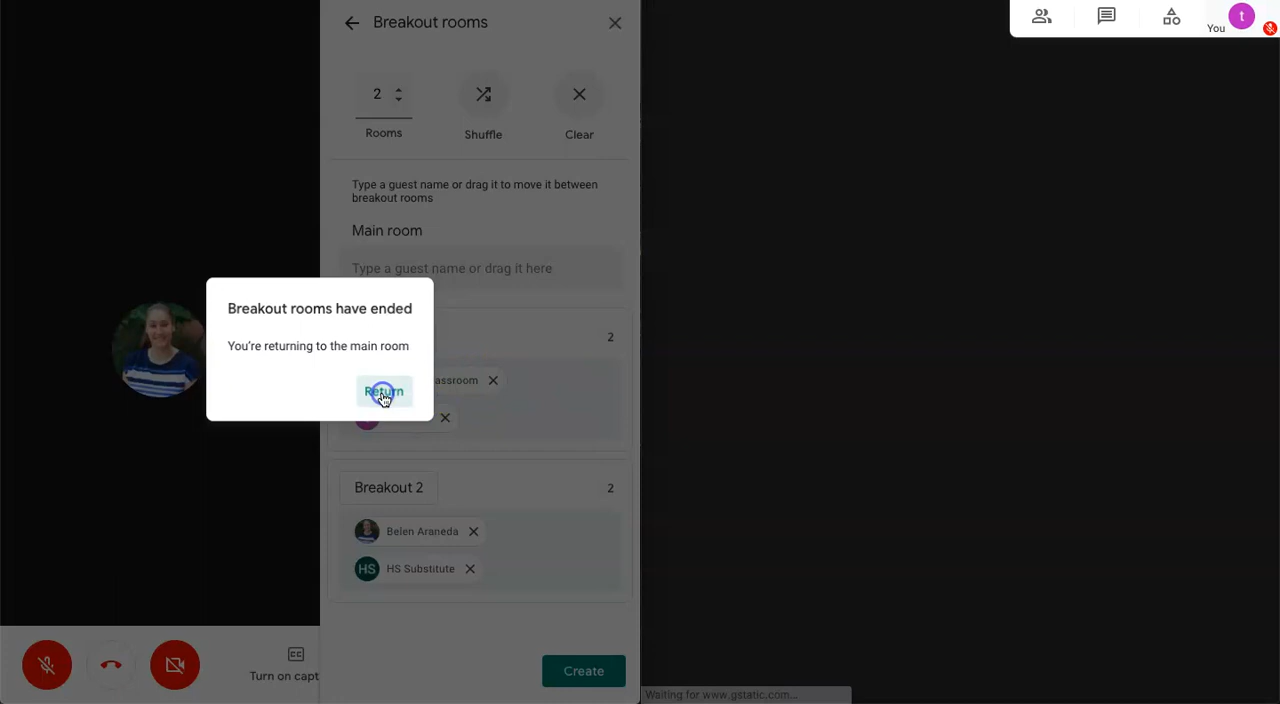 Breakout rooms
2
Rooms
Shuffle
Clear
Type a guest name or drag it to move it between
breakout rooms
Main room
Type a guest name or drag it here
2
assroom
Breakout rooms have ended
You're returning to the main room
Return
Breakout 2
2
Belen Araneda
HS
HS Substitute
Create
CC
Turn on capt
You
t
Waiting for www.gstatic.com...